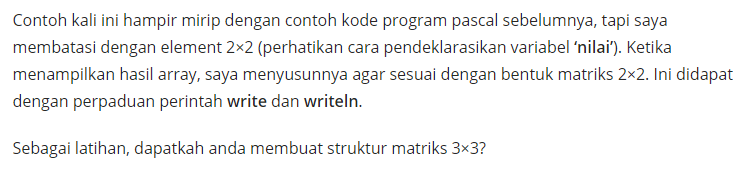 Contoh kali ini hampir mirip dengan contoh kode program pascal sebelumnya, tapi saya
membatasi dengan element 2×2 (perhatikan cara pendeklarasikan variabel ‘nilai’). Ketika
menampilkan hasil array, saya menyusunnya agar sesuai dengan bentuk matriks 2×2. Ini didapat
dengan perpaduan perintah write dan writeln.
Sebagai latihan, dapatkah anda membuat struktur matriks 3×3?